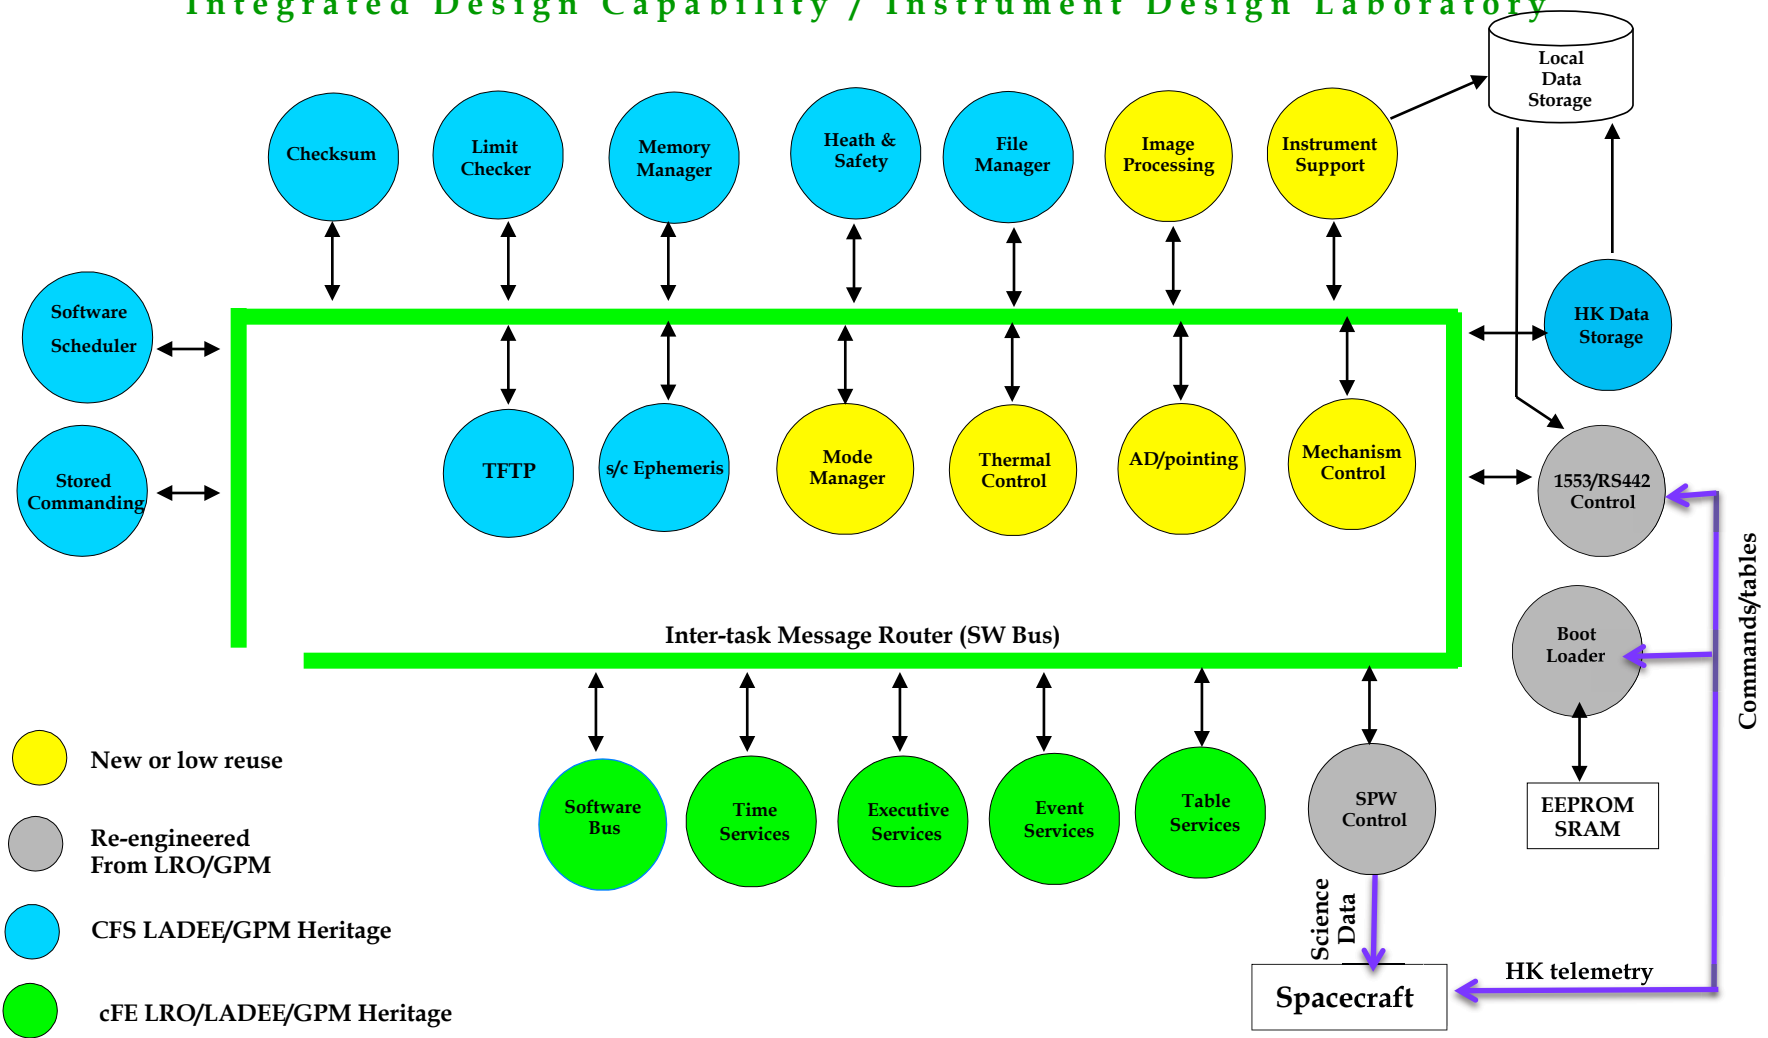 Integrated Design Capability / Instrument Design Laboratory
Local
Data
Storage
Checksum
Limit
Checker
Memory
Manager
Heath &
Safety
File
Manager
Image
Processing
Instrument
Support
Software
Scheduler
HK Data
Storage
Stored
Commanding
TFTP
s/c Ephemeris
Mode
Manager
Thermal
Control
AD/pointing
Mechanism
Control
1553/RS442
Control
Commands/tables
Boot
Loader
Inter-task Message Router (SW Bus)
EEPROM
SRAM
Software
Bus
Time
Services
Executive
Services
Event
Services
Table
Services
SPW
Control
Science
Data
Spacecraft
HK telemetry
New or low reuse
Re-engineered
From LRO/GPM
CFS LADEE/GPM Heritage
cFE LRO/LADEE/GPM Heritage